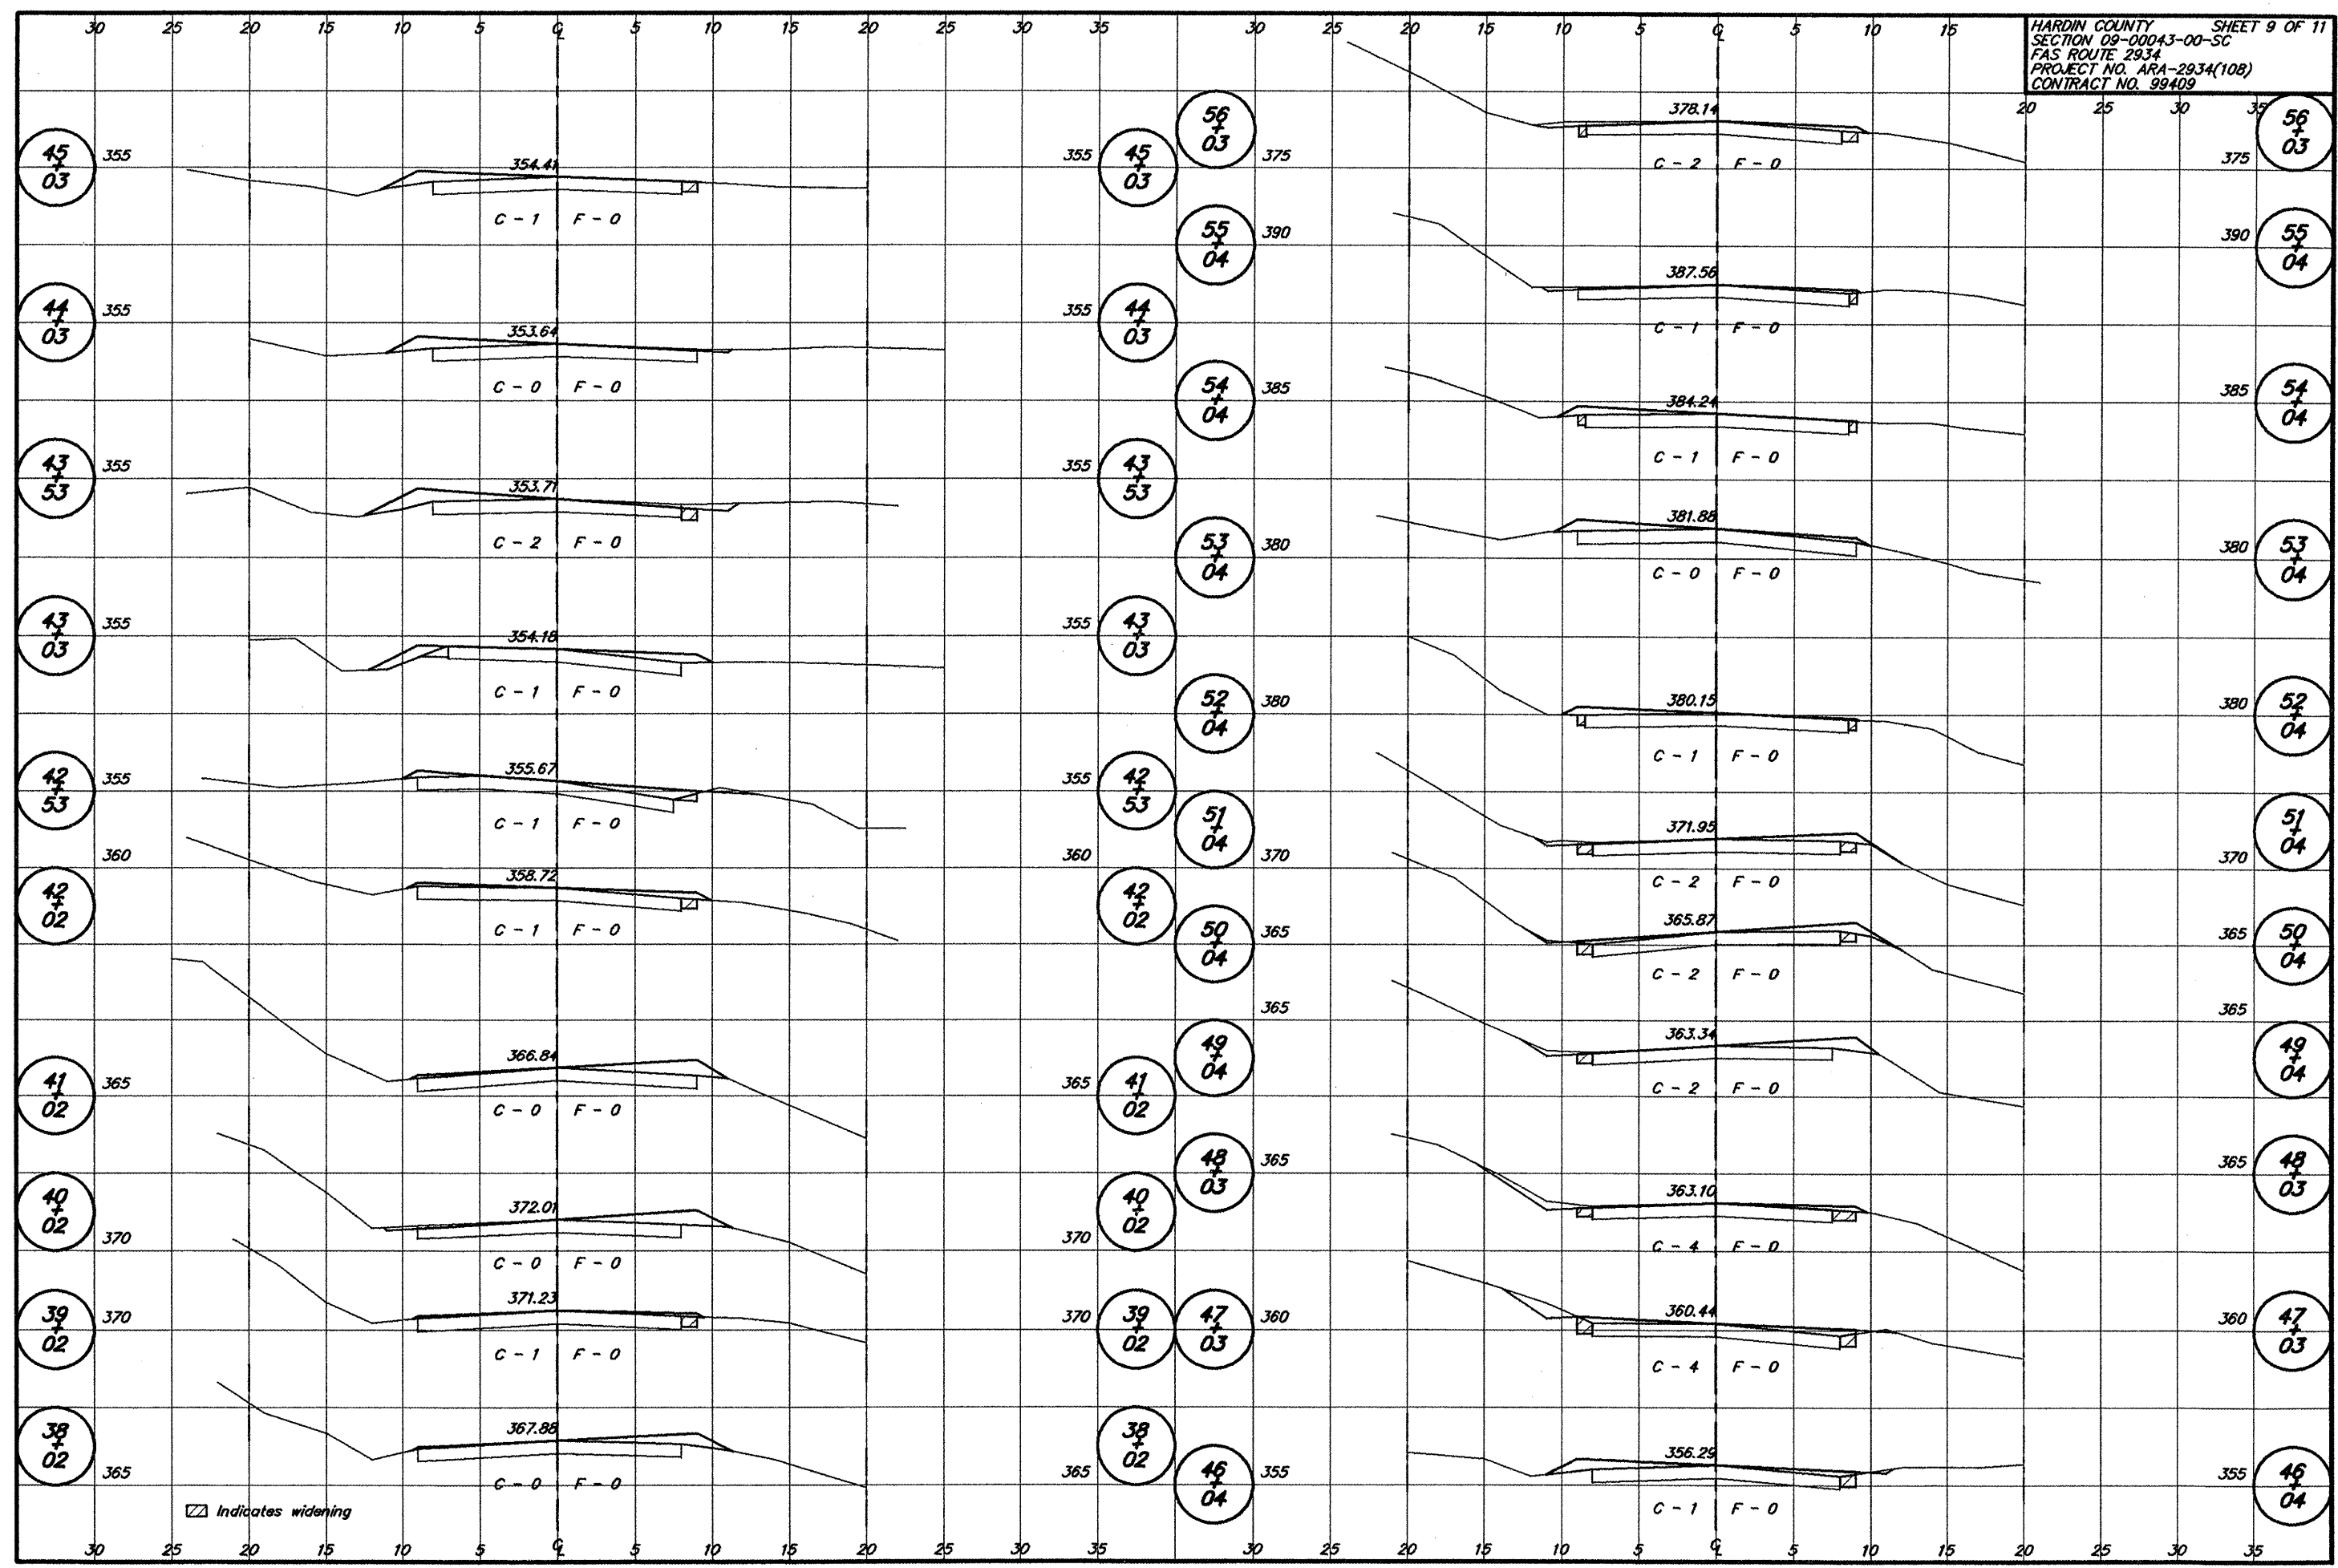 30 25 20 15 10 5 ℄ 5 10 15 20 25 30 35 30 25 20 15 10 5 ℄ 5 10 15
HARDIN COUNTY SHEET 9 OF 11
SECTION 09-00043-00-SC
FAS ROUTE 2934
PROJECT NO. ARA-2934(108)
CONTRACT NO. 99409
20 25 30 35
45+03 355 354.41 355 45+03
C - 1 F - 0
44+03 355 353.64 355 44+03
C - 0 F - 0
43+53 355 353.71 355 43+53
C - 2 F - 0
43+03 355 354.18 355 43+03
C - 1 F - 0
42+53 355 355.67 355 42+53
C - 1 F - 0
360 360
42+02 358.72 42+02
C - 1 F - 0
41+02 365 366.84 365 41+02
C - 0 F - 0
40+02 372.01 40+02
370 370
C - 0 F - 0
39+02 370 371.23 370 39+02
C - 1 F - 0
38+02 367.88 38+02
365 365
C - 0 F - 0
Indicates widening
56+03 375 378.14 375 56+03
C - 2 F - 0
55+04 390 387.56 390 55+04
C - 1 F - 0
54+04 385 384.24 385 54+04
C - 1 F - 0
53+04 380 381.88 380 53+04
C - 0 F - 0
52+04 380 380.15 380 52+04
C - 1 F - 0
51+04 370 371.95 370 51+04
C - 2 F - 0
50+04 365 365.87 365 50+04
C - 2 F - 0
365 365
49+04 363.34 49+04
C - 2 F - 0
48+03 365 363.10 365 48+03
C - 4 F - 0
47+03 360 360.44 360 47+03
C - 4 F - 0
46+04 355 356.29 355 46+04
C - 1 F - 0
30 25 20 15 10 5 ℄ 5 10 15 20 25 30 35 30 25 20 15 10 5 ℄ 5 10 15 20 25 30 35